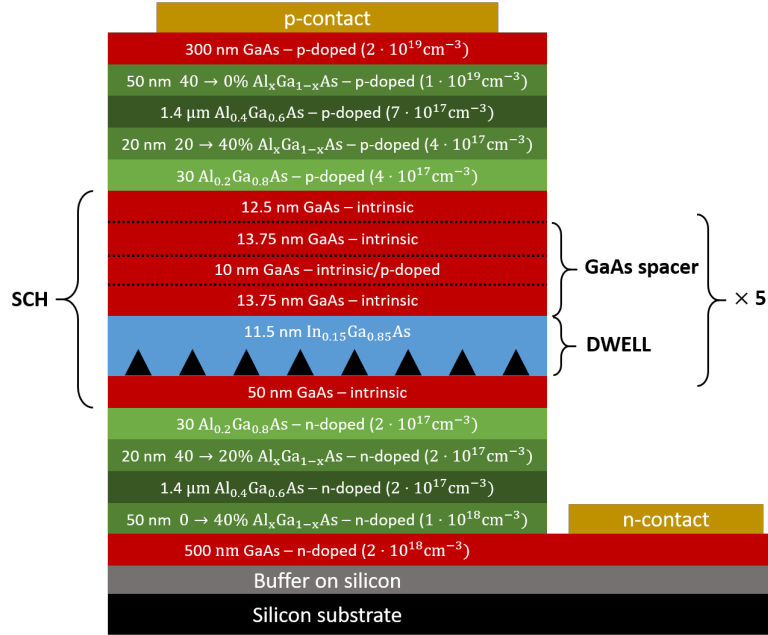 p-contact
300 nm GaAs – p-doped (2 · 10¹⁹cm⁻³)
50 nm 40 → 0% AlₓGa₁₋ₓAs – p-doped (1 · 10¹⁹cm⁻³)
1.4 µm Al₀.₄Ga₀.₆As – p-doped (7 · 10¹⁷cm⁻³)
20 nm 20 → 40% AlₓGa₁₋ₓAs – p-doped (4 · 10¹⁷cm⁻³)
30 Al₀.₂Ga₀.₈As – p-doped (4 · 10¹⁷cm⁻³)
12.5 nm GaAs – intrinsic
13.75 nm GaAs – intrinsic
10 nm GaAs – intrinsic/p-doped
13.75 nm GaAs – intrinsic
SCH
GaAs spacer
× 5
11.5 nm In₀.₁₅Ga₀.₈₅As
DWELL
50 nm GaAs – intrinsic
30 Al₀.₂Ga₀.₈As – n-doped (2 · 10¹⁷cm⁻³)
20 nm 40 → 20% AlₓGa₁₋ₓAs – n-doped (2 · 10¹⁷cm⁻³)
1.4 µm Al₀.₄Ga₀.₆As – n-doped (2 · 10¹⁷cm⁻³)
50 nm 0 → 40% AlₓGa₁₋ₓAs – n-doped (1 · 10¹⁸cm⁻³)
n-contact
500 nm GaAs – n-doped (2 · 10¹⁸cm⁻³)
Buffer on silicon
Silicon substrate